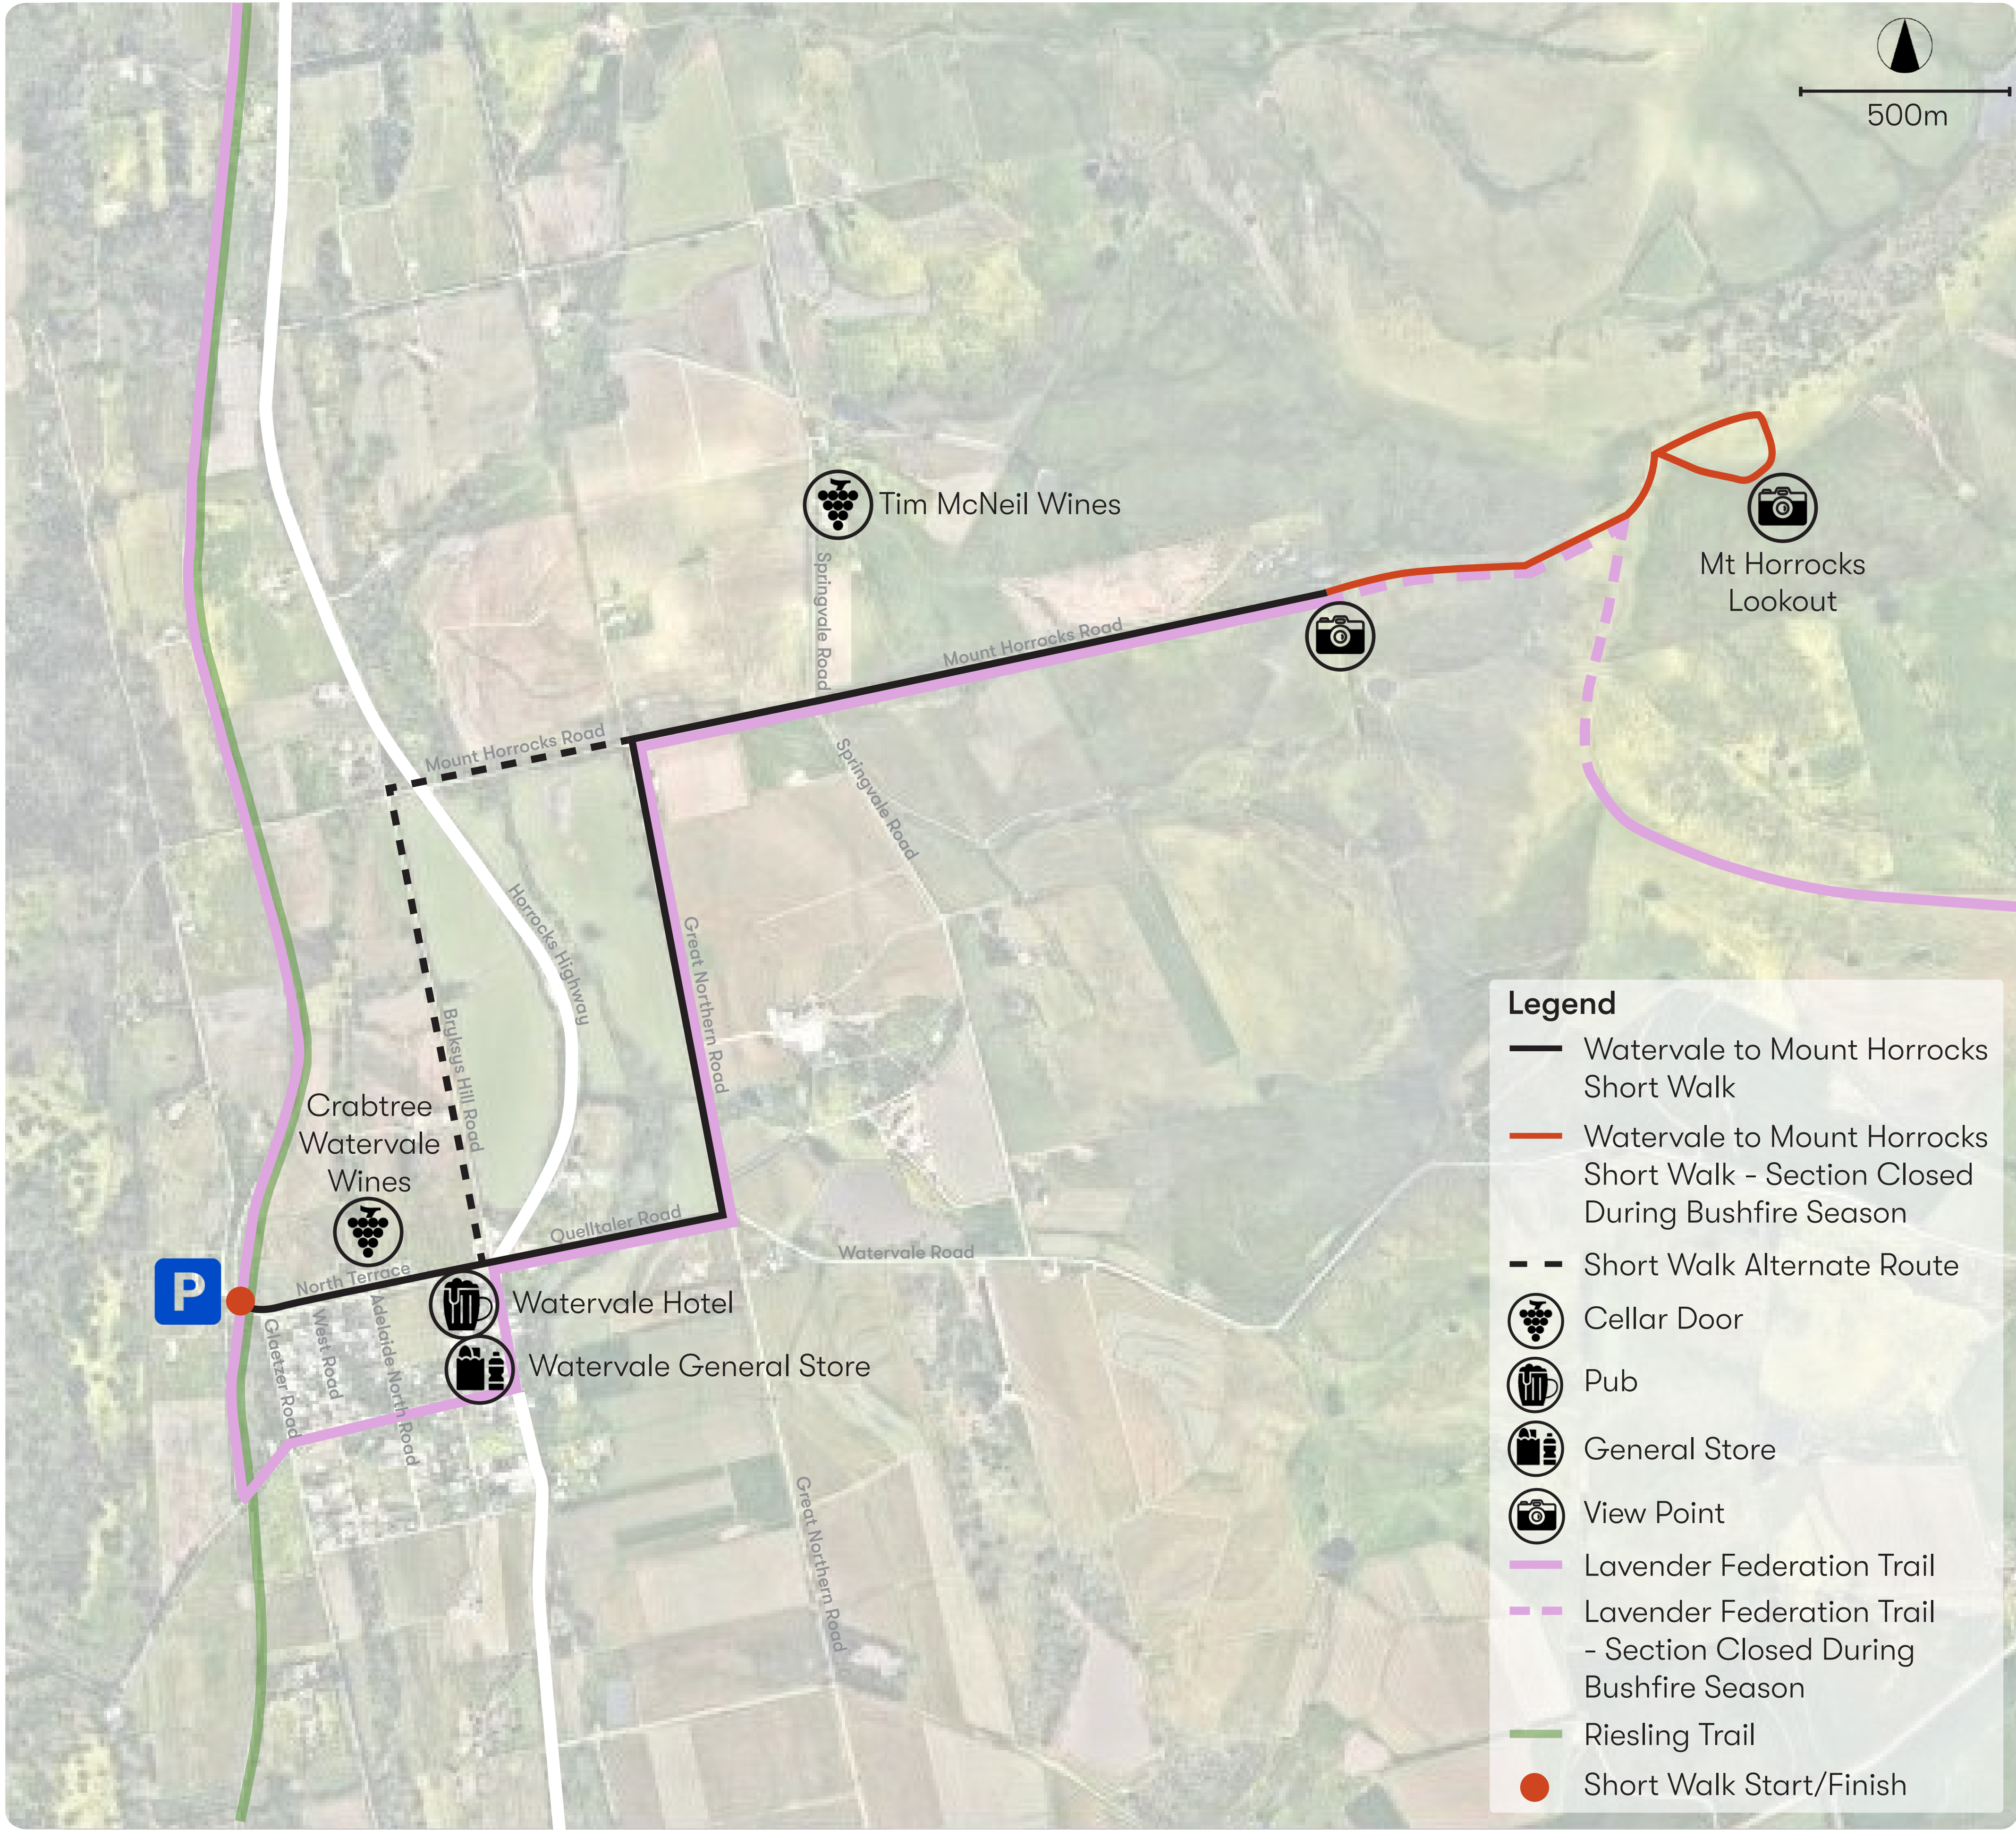 500m
Tim McNeil Wines
Springvale Road
Mt Horrocks
Lookout
Mount Horrocks Road
Mount Horrocks Road
Springvale Road
Horrocks Highway
Great Northern Road
Bryksys Hill Road
Crabtree
Watervale
Wines
Quelltaler Road
Watervale Road
P
North Terrace
Watervale Hotel
Glaetzer Road
West Road
Adelaide North Road
Watervale General Store
Great Northern Road
Legend
Watervale to Mount Horrocks
Short Walk
Watervale to Mount Horrocks
Short Walk - Section Closed
During Bushfire Season
Short Walk Alternate Route
Cellar Door
Pub
General Store
View Point
Lavender Federation Trail
Lavender Federation Trail
- Section Closed During
Bushfire Season
Riesling Trail
Short Walk Start/Finish